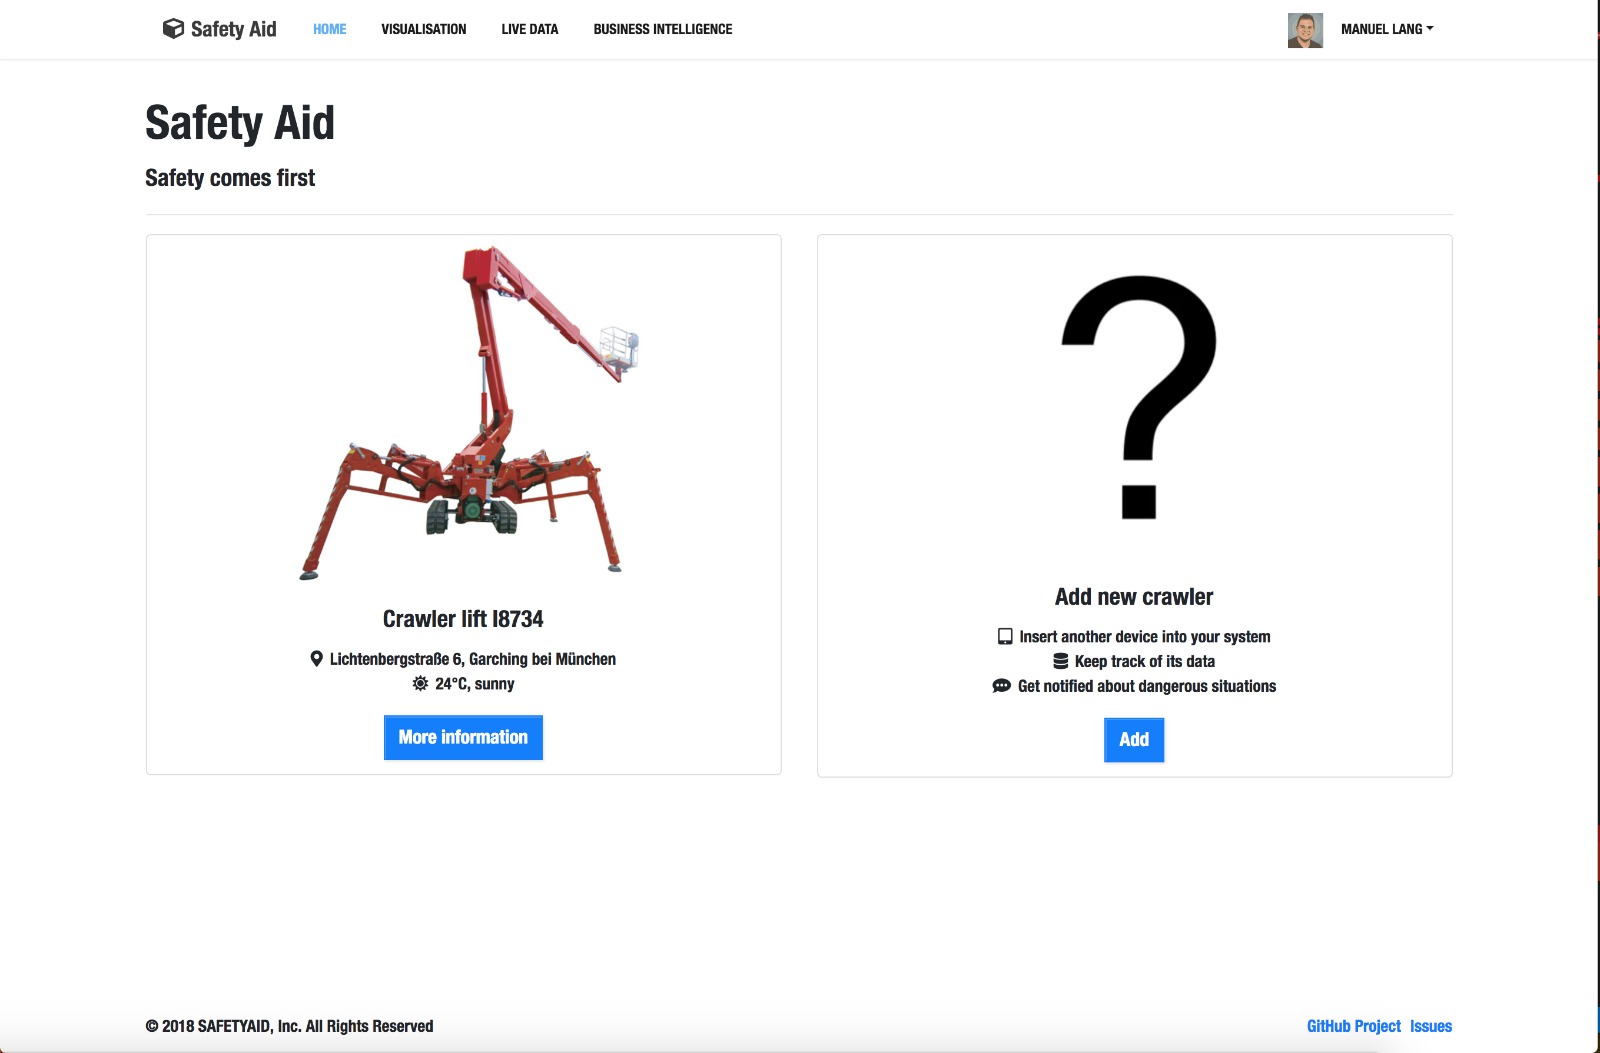 Safety Aid
HOME
VISUALISATION
LIVE DATA
BUSINESS INTELLIGENCE
MANUEL LANG
Safety Aid
Safety comes first
?
Crawler lift I8734
Lichtenbergstraße 6, Garching bei München
24°C, sunny
More information
Add new crawler
Insert another device into your system
Keep track of its data
Get notified about dangerous situations
Add
© 2018 SAFETYAID, Inc. All Rights Reserved
GitHub Project Issues